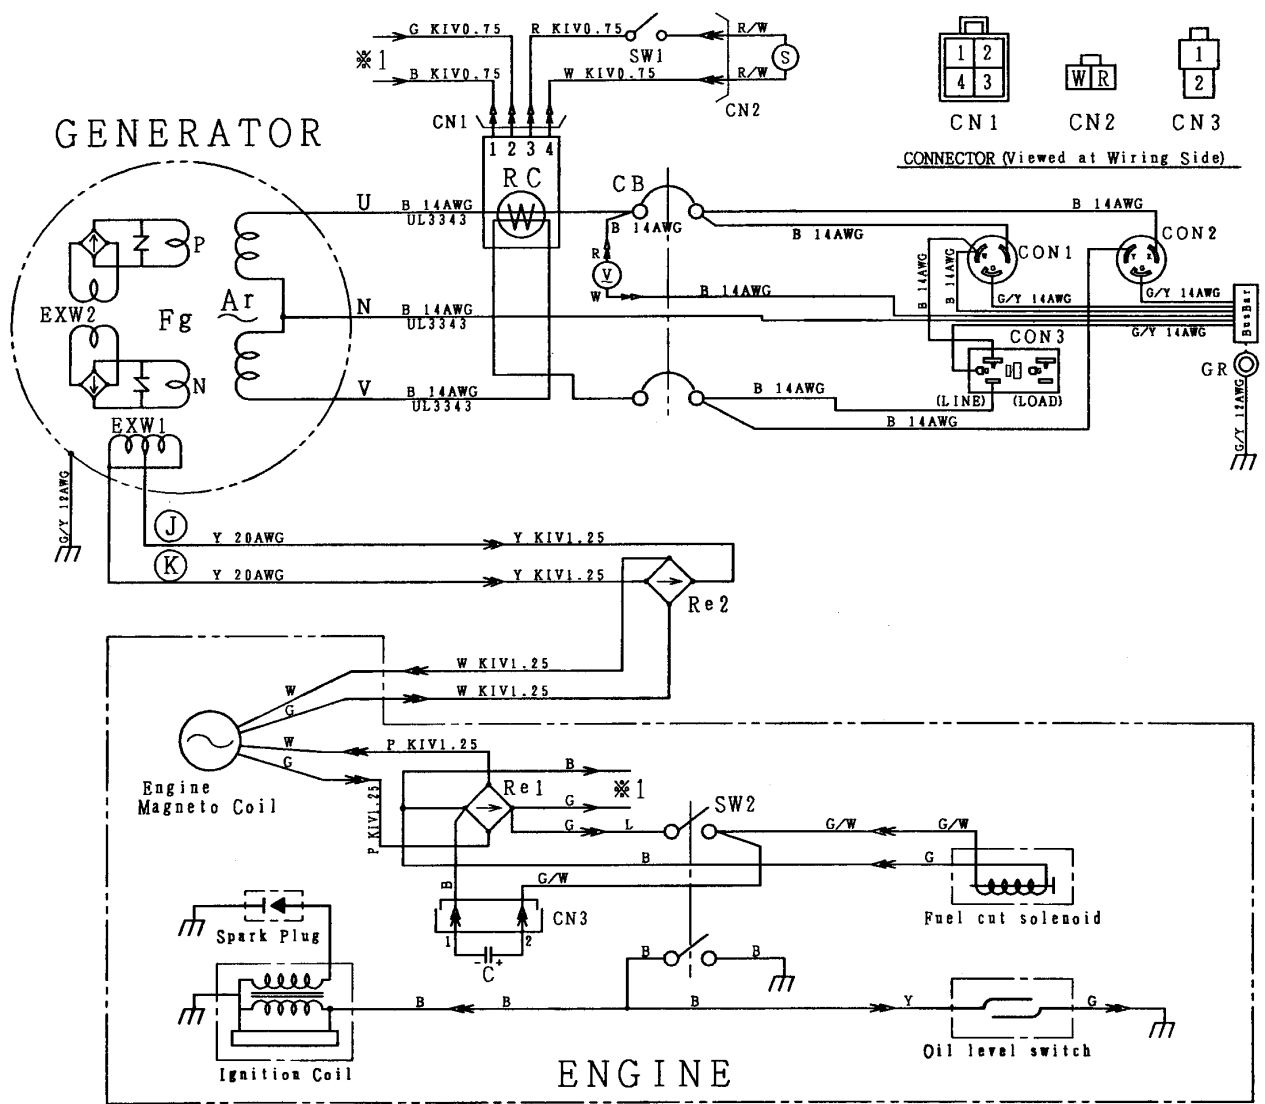 G KIV0.75
R KIV0.75
R/W
※1
SW1
S
B KIV0.75
W KIV0.75
R/W
CN2
CN1
1 2 3 4
RC
W
1 2
4 3
CN1
W R
CN2
1
2
CN3
CONNECTOR (Viewed at Wiring Side)
GENERATOR
U
B 14AWG
UL3343
CB
B 14AWG
R
V
W
B 14AWG
B 14AWG
B 14AWG
CON1
CON2
B 14AWG
B 14AWG
G/Y 14AWG
G/Y 14AWG
G/Y 14AWG
BusBar
P
EXW2
Fg
Ar
N
B 14AWG
UL3343
N
V
B 14AWG
UL3343
CON3
(LINE)
(LOAD)
B 14AWG
B 14AWG
GR
G/Y 12AWG
EXW1
G/Y 12AWG
J
Y 20AWG
Y KIV1.25
K
Y 20AWG
Y KIV1.25
Re2
W
W KIV1.25
G
W KIV1.25
W
P KIV1.25
G
P KIV1.25
Engine
Magneto Coil
B
Re1
※1
G
G L
SW2
G/W
G/W
B
G
Fuel cut solenoid
B
G/W
CN3
1
2
- +
C
Spark Plug
B
B
B
B
B
Y
G
Oil level switch
Ignition Coil
ENGINE